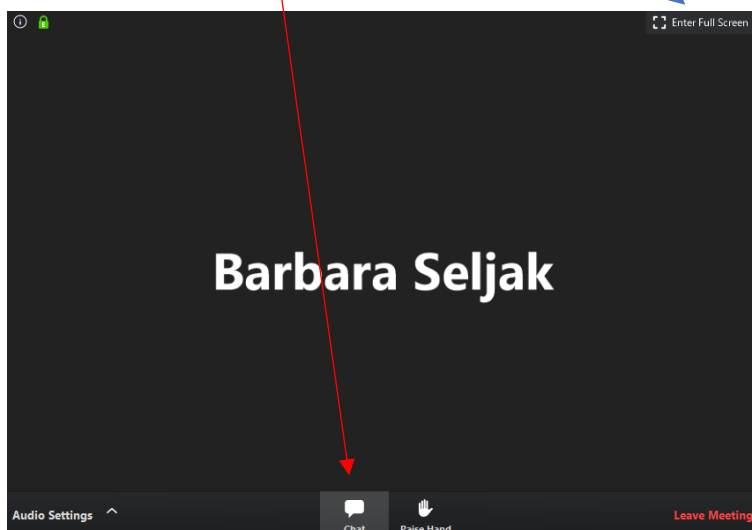 Enter Full Screen
Barbara Seljak
Audio Settings
Chat
Raise Hand
Leave Meeting